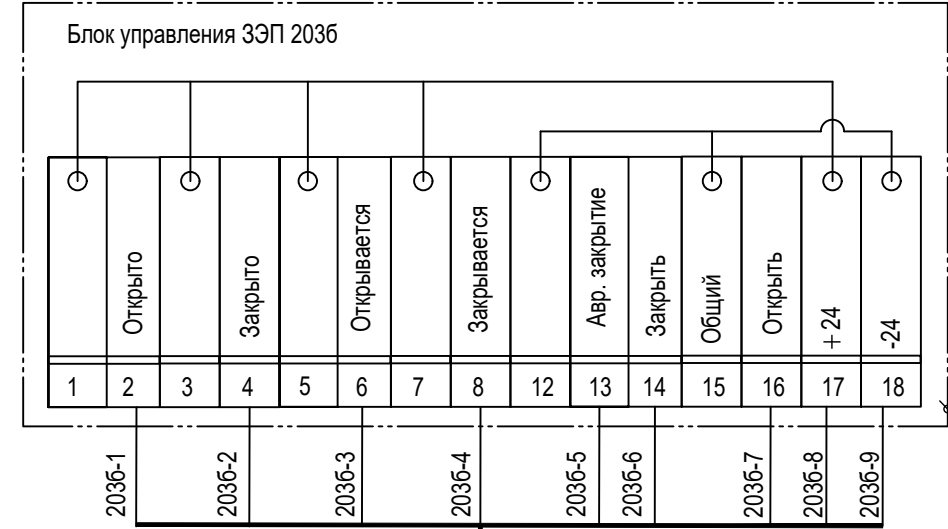 Блок управления ЗЭП 203б
Открыто
Закрыто
Открывается
Закрывается
Авр. закрытие
Закрыть
Общий
Открыть
+24
-24
1 2 3 4 5 6 7 8 12 13 14 15 16 17 18
203б-1
203б-2
203б-3
203б-4
203б-5
203б-6
203б-7
203б-8
203б-9